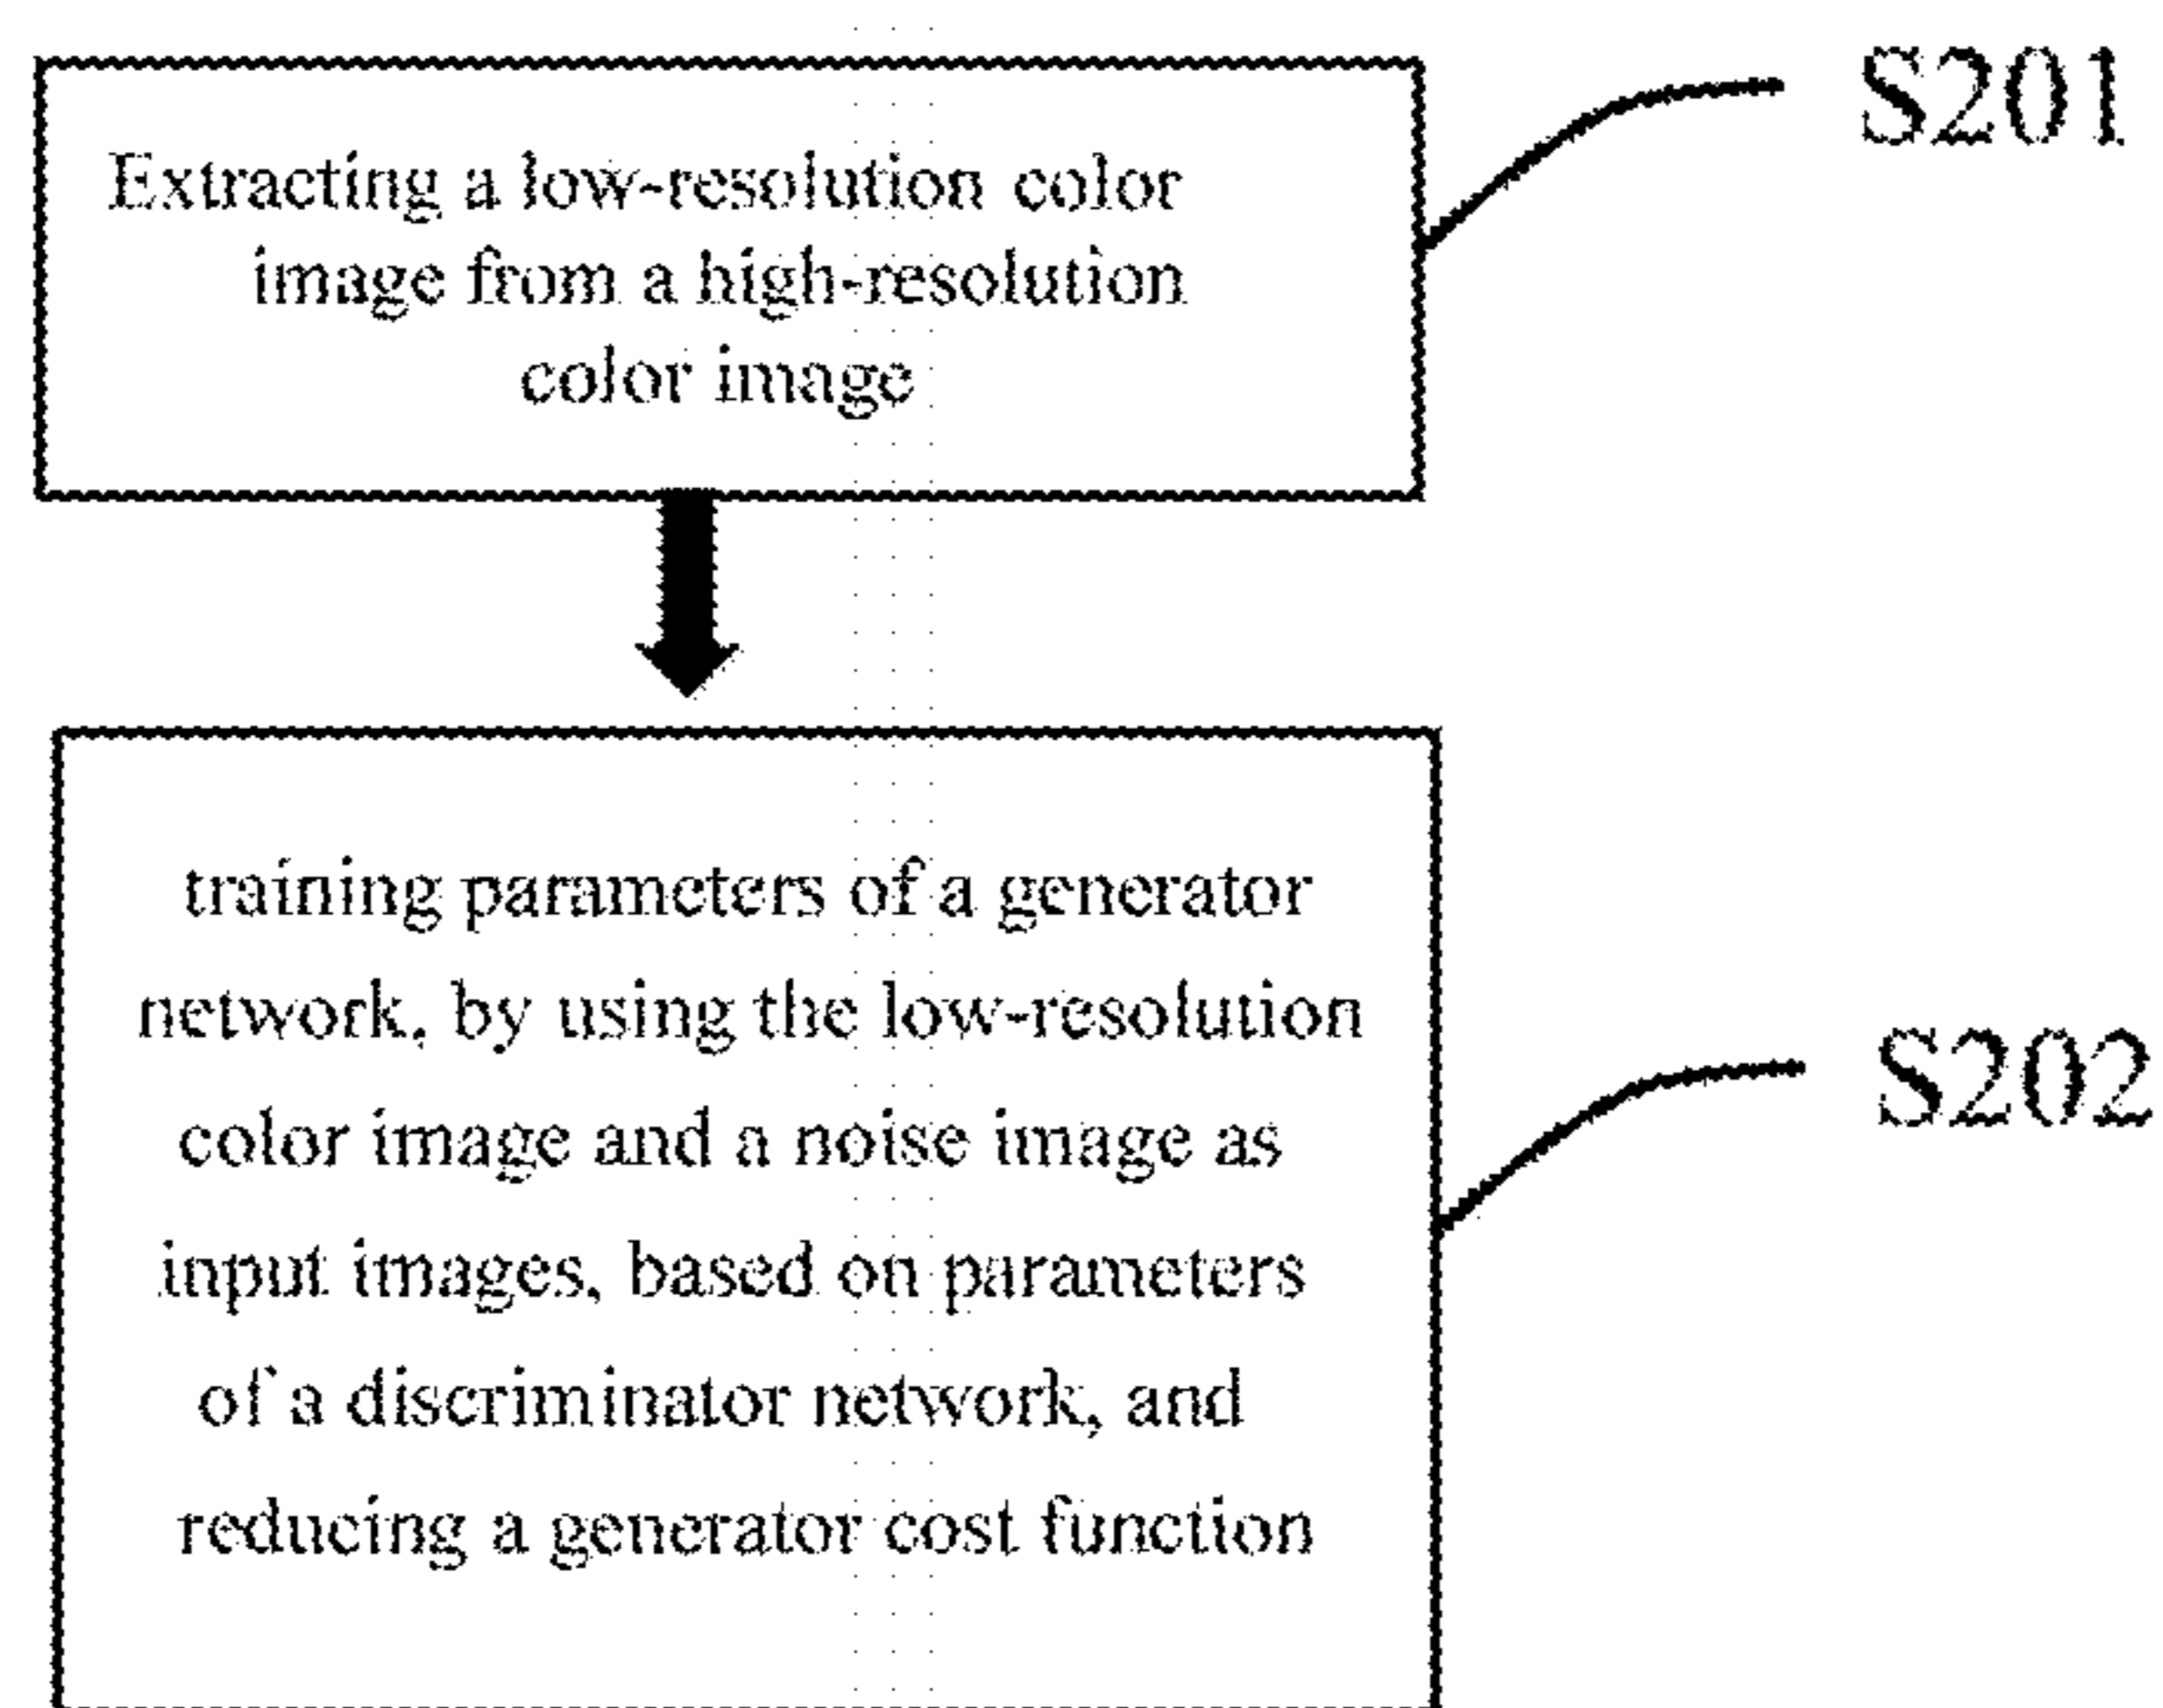 S201
Extracting a low-resolution color
image from a high-resolution
color image
training parameters of a generator
network, by using the low-resolution
color image and a noise image as
input images, based on parameters
of a discriminator network, and
reducing a generator cost function
S202